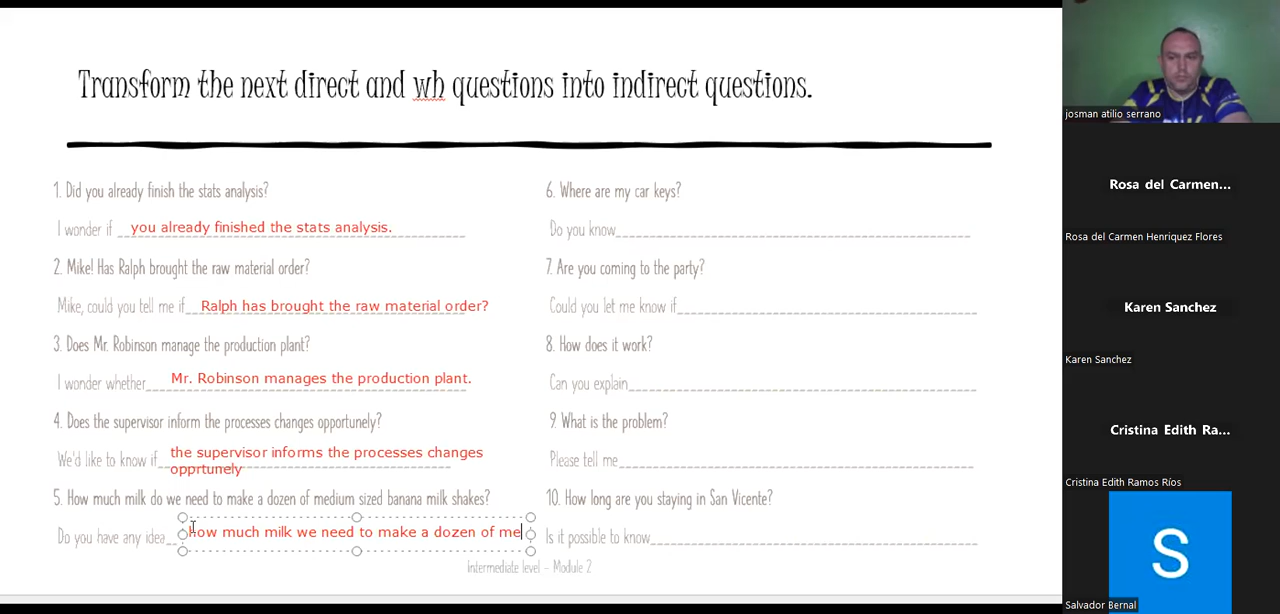 Transform the next direct and wh questions into indirect questions.
1. Did you already finish the stats analysis?
I wonder if you already finished the stats analysis.
2. Mike! Has Ralph brought the raw material order?
Mike, could you tell me if Ralph has brought the raw material order?
3. Does Mr. Robinson manage the production plant?
I wonder whether Mr. Robinson manages the production plant.
4. Does the supervisor inform the processes changes opportunely?
We'd like to know if the supervisor informs the processes changes
opprtunely
5. How much milk do we need to make a dozen of medium sized banana milk shakes?
Do you have any idea how much milk we need to make a dozen of me
6. Where are my car keys?
Do you know
7. Are you coming to the party?
Could you let me know if
8. How does it work?
Can you explain
9. What is the problem?
Please tell me
10. How long are you staying in San Vicente?
Is it possible to know
Intermediate level – Module 2
josman atilio serrano
Rosa del Carmen...
Rosa del Carmen Henriquez Flores
Karen Sanchez
Karen Sanchez
Cristina Edith Ra...
Cristina Edith Ramos Ríos
S
Salvador Bernal